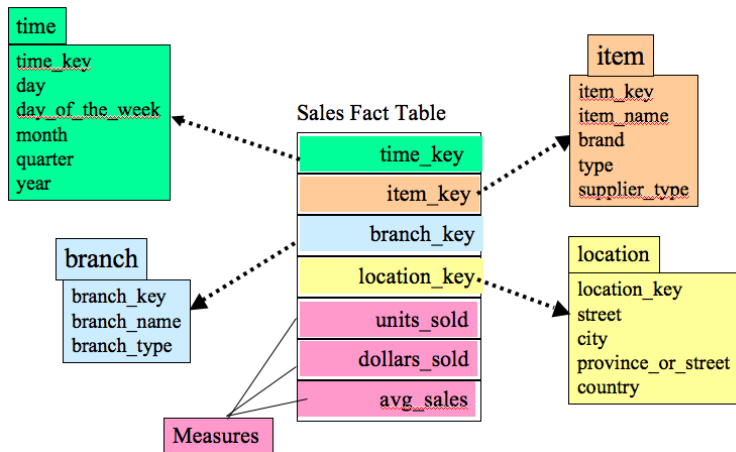 time
time_key
day
day_of_the_week
month
quarter
year
item
item_key
item_name
brand
type
supplier_type
Sales Fact Table
time_key
item_key
branch_key
location_key
units_sold
dollars_sold
avg_sales
branch
branch_key
branch_name
branch_type
location
location_key
street
city
province_or_street
country
Measures